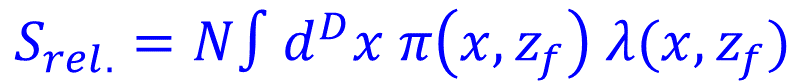 S_{rel.} = N∫ d^D x π(x, z_f) λ(x, z_f)